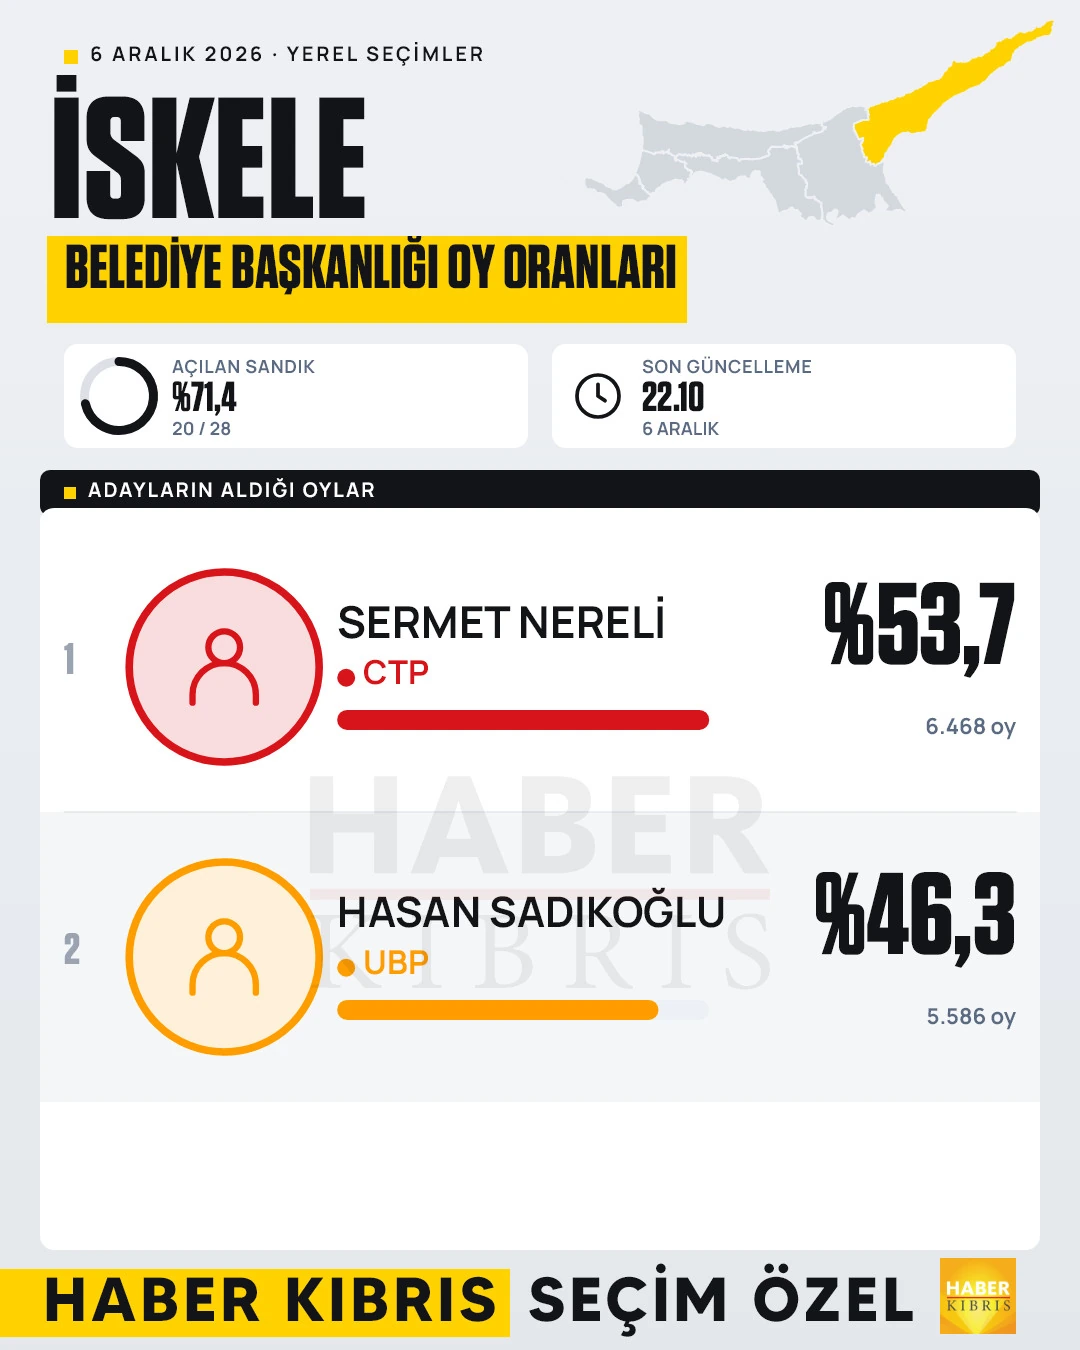 6 ARALIK 2026 · YEREL SEÇİMLER
İSKELE
BELEDİYE BAŞKANLIĞI OY ORANLARI
AÇILAN SANDIK
%71,4
20 / 28
SON GÜNCELLEME
22.10
6 ARALIK
ADAYLARIN ALDIĞI OYLAR
1
SERMET NERELİ
CTP
%53,7
6.468 oy
HABER
KIBRIS
2
HASAN SADIKOĞLU
UBP
%46,3
5.586 oy
HABER KIBRIS SEÇİM ÖZEL
HABER
KIBRIS